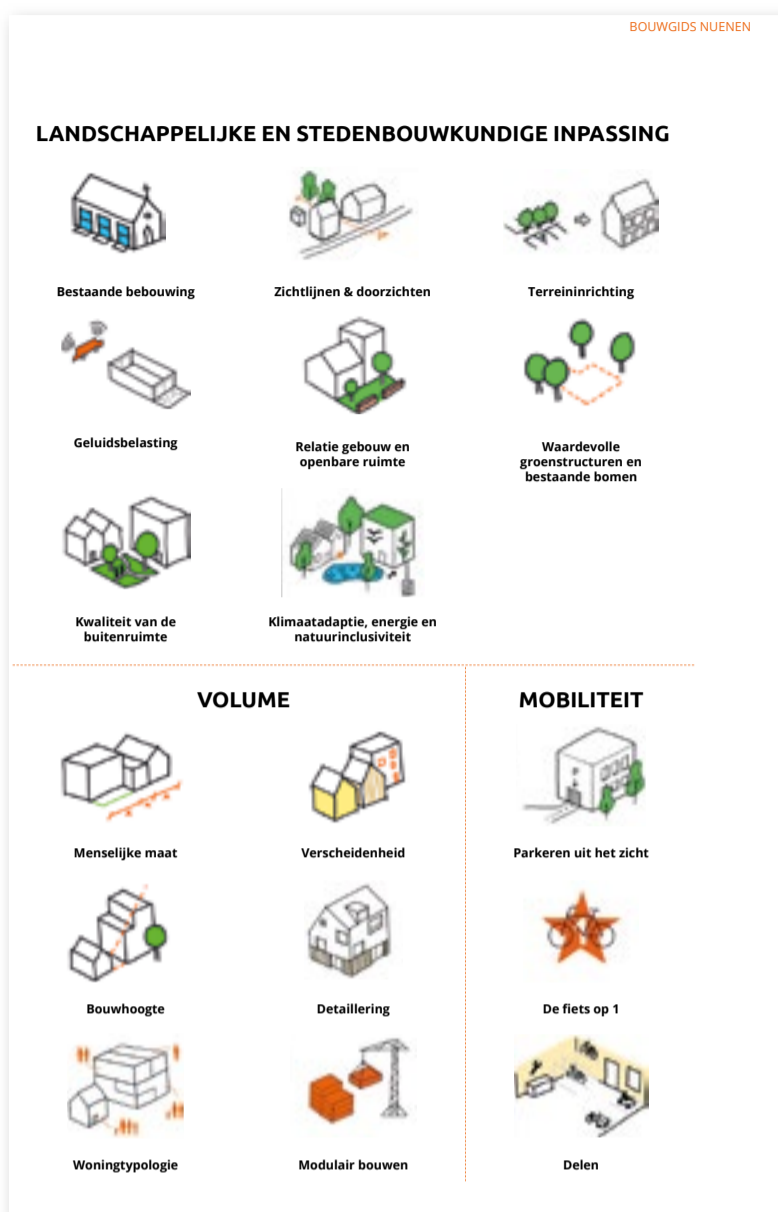 BOUWGIDS NUENEN
LANDSCHAPPELIJKE EN STEDENBOUWKUNDIGE INPASSING
Bestaande bebouwing
Zichtlijnen & doorzichten
Terreininrichting
Geluidsbelasting
Relatie gebouw en
openbare ruimte
Waardevolle
groenstructuren en
bestaande bomen
Kwaliteit van de
buitenruimte
Klimaatadaptie, energie en
natuurinclusiviteit
VOLUME
Menselijke maat
Verscheidenheid
Bouwhoogte
Detaillering
Woningtypologie
Modulair bouwen
MOBILITEIT
Parkeren uit het zicht
De fiets op 1
Delen